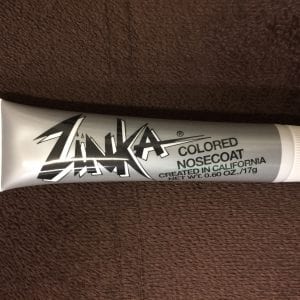 ZINKA®
COLORED
NOSECOAT
CREATED IN CALIFORNIA
NET WT. 0.60 OZ./17g